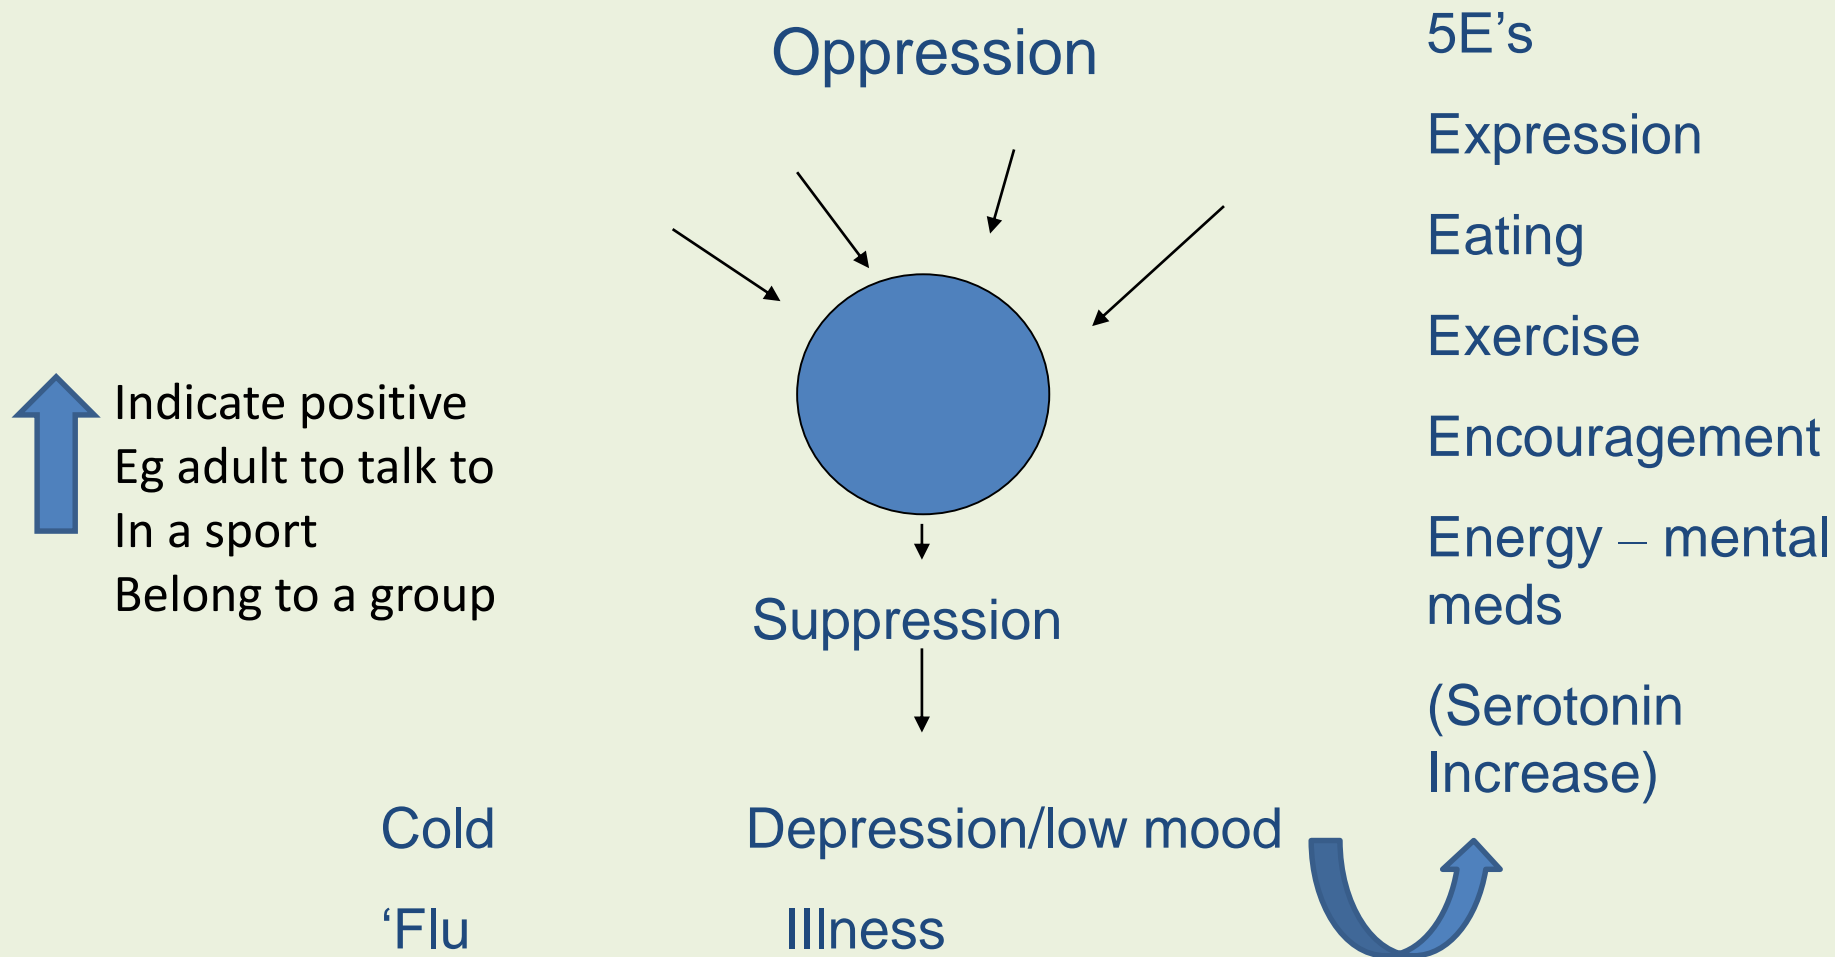 Oppression
Indicate positive
Eg adult to talk to
In a sport
Belong to a group
Suppression
Cold
Depression/low mood
‘Flu
Illness
5E’s
Expression
Eating
Exercise
Encouragement
Energy – mental
meds
(Serotonin
Increase)